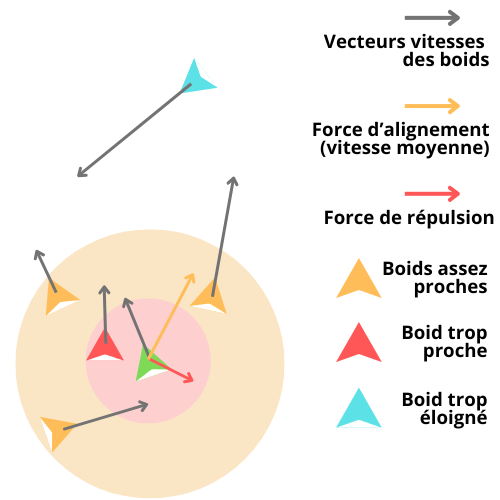 Vecteurs vitesses
des boids
Force d’alignement
(vitesse moyenne)
Force de répulsion
Boids assez
proches
Boid trop
proche
Boid trop
éloigné